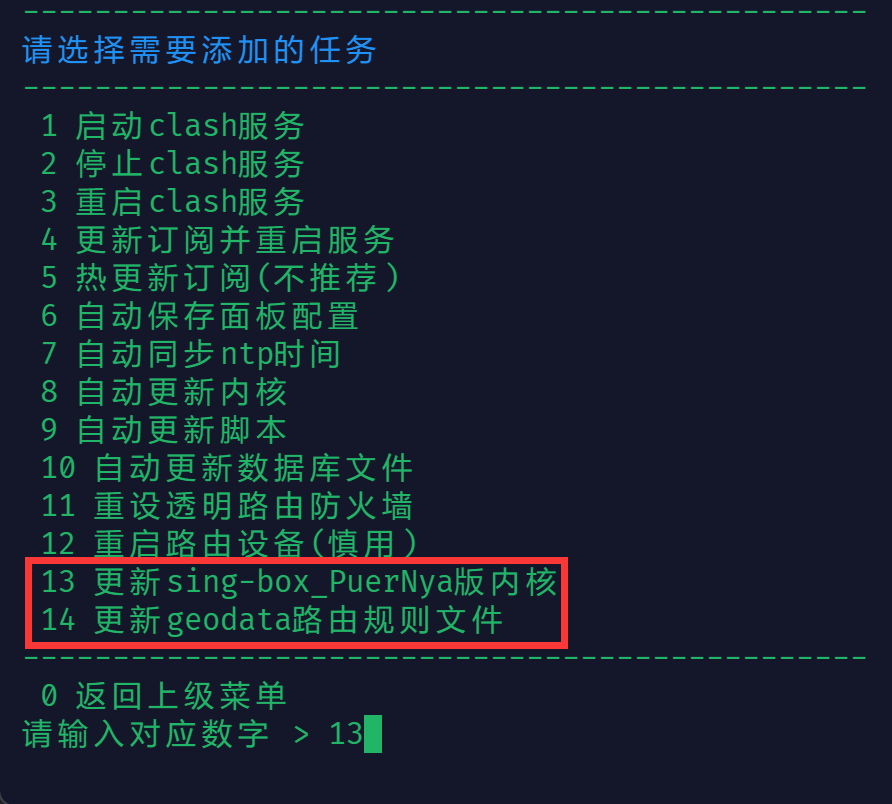 -----------------------------------------------
请选择需要添加的任务
-----------------------------------------------
1 启动clash服务
2 停止clash服务
3 重启clash服务
4 更新订阅并重启服务
5 热更新订阅(不推荐)
6 自动保存面板配置
7 自动同步ntp时间
8 自动更新内核
9 自动更新脚本
10 自动更新数据库文件
11 重设透明路由防火墙
12 重启路由设备(慎用)
13 更新sing-box_PuerNya版内核
14 更新geodata路由规则文件
-----------------------------------------------
0 返回上级菜单
请输入对应数字 > 13